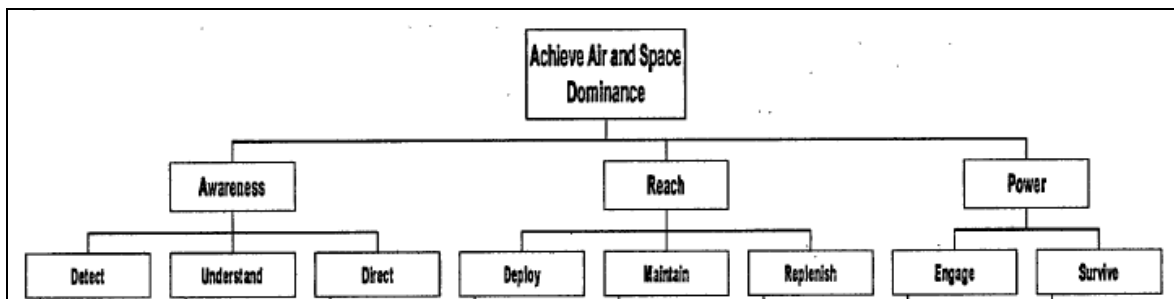 Achieve Air and Space
Dominance
Awareness
Reach
Power
Detect
Understand
Direct
Deploy
Maintain
Replenish
Engage
Survive